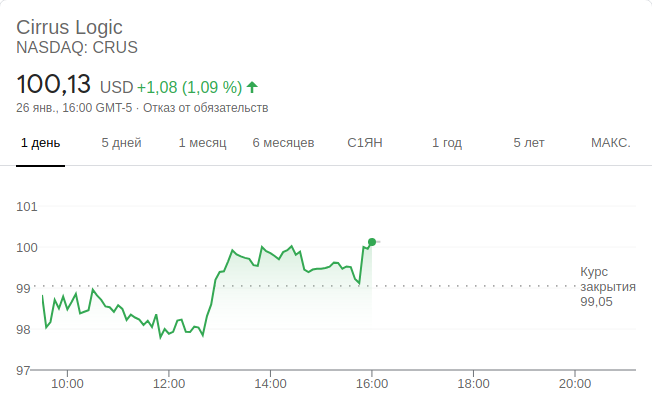 Cirrus Logic
NASDAQ: CRUS
100,13 USD +1,08 (1,09 %)
26 янв., 16:00 GMT-5 · Отказ от обязательств
1 день 5 дней 1 месяц 6 месяцев С1ЯН 1 год 5 лет МАКС.
101
100
99
98
97
Курс
закрытия
99,05
10:00 12:00 14:00 16:00 18:00 20:00